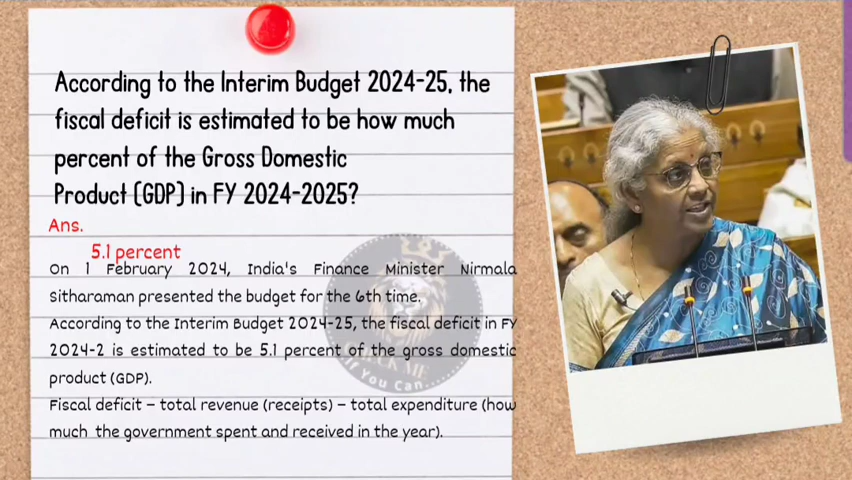 According to the Interim Budget 2024-25, the
fiscal deficit is estimated to be how much
percent of the Gross Domestic
Product (GDP) in FY 2024-2025?
Ans.
5.1 percent
On 1 February 2024, India's Finance Minister Nirmala
Sitharaman presented the budget for the 6th time.
According to the Interim Budget 2024-25, the fiscal deficit in FY
2024-2 is estimated to be 5.1 percent of the gross domestic
product (GDP).
Fiscal deficit – total revenue (receipts) – total expenditure (how
much the government spent and received in the year).
If You Can...